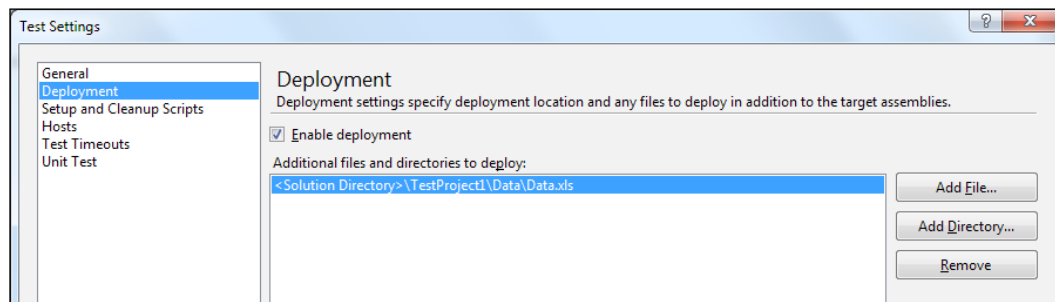 Test Settings
General
Deployment
Setup and Cleanup Scripts
Hosts
Test Timeouts
Unit Test
Deployment
Deployment settings specify deployment location and any files to deploy in addition to the target assemblies.
Enable deployment
Additional files and directories to deploy:
<Solution Directory>\TestProject1\Data\Data.xls
Add File...
Add Directory...
Remove